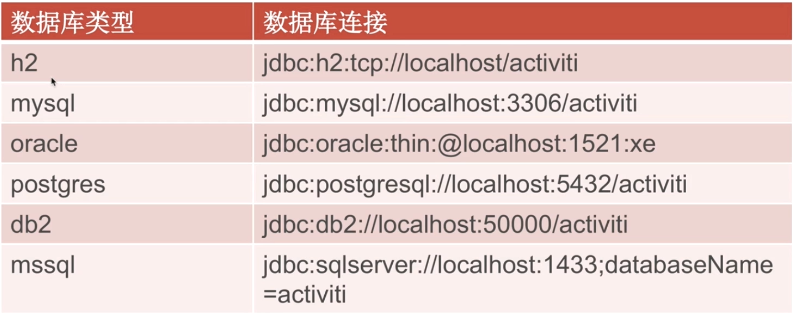 数据库类型 数据库连接
h2 jdbc:h2:tcp://localhost/activiti
mysql jdbc:mysql://localhost:3306/activiti
oracle jdbc:oracle:thin:@localhost:1521:xe
postgres jdbc:postgresql://localhost:5432/activiti
db2 jdbc:db2://localhost:50000/activiti
mssql jdbc:sqlserver://localhost:1433;databaseName
=activiti